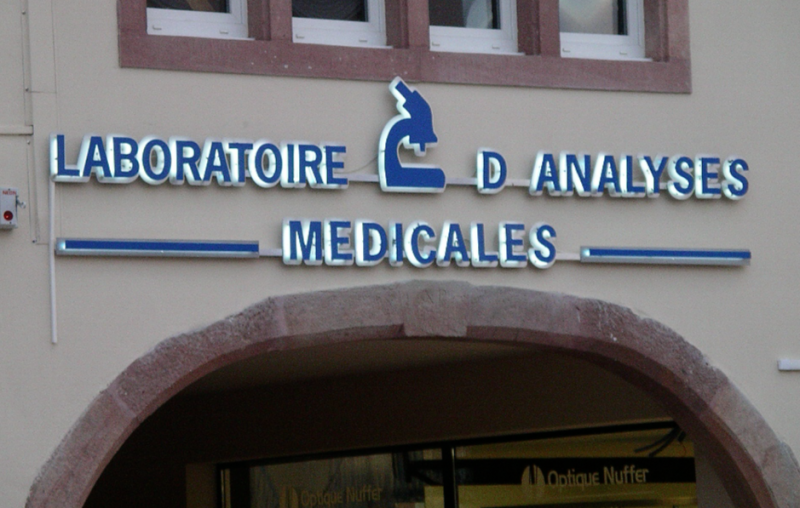 LABORATOIRE D ANALYSES
MEDICALES
Optique Nuffer
Optique Nuffer